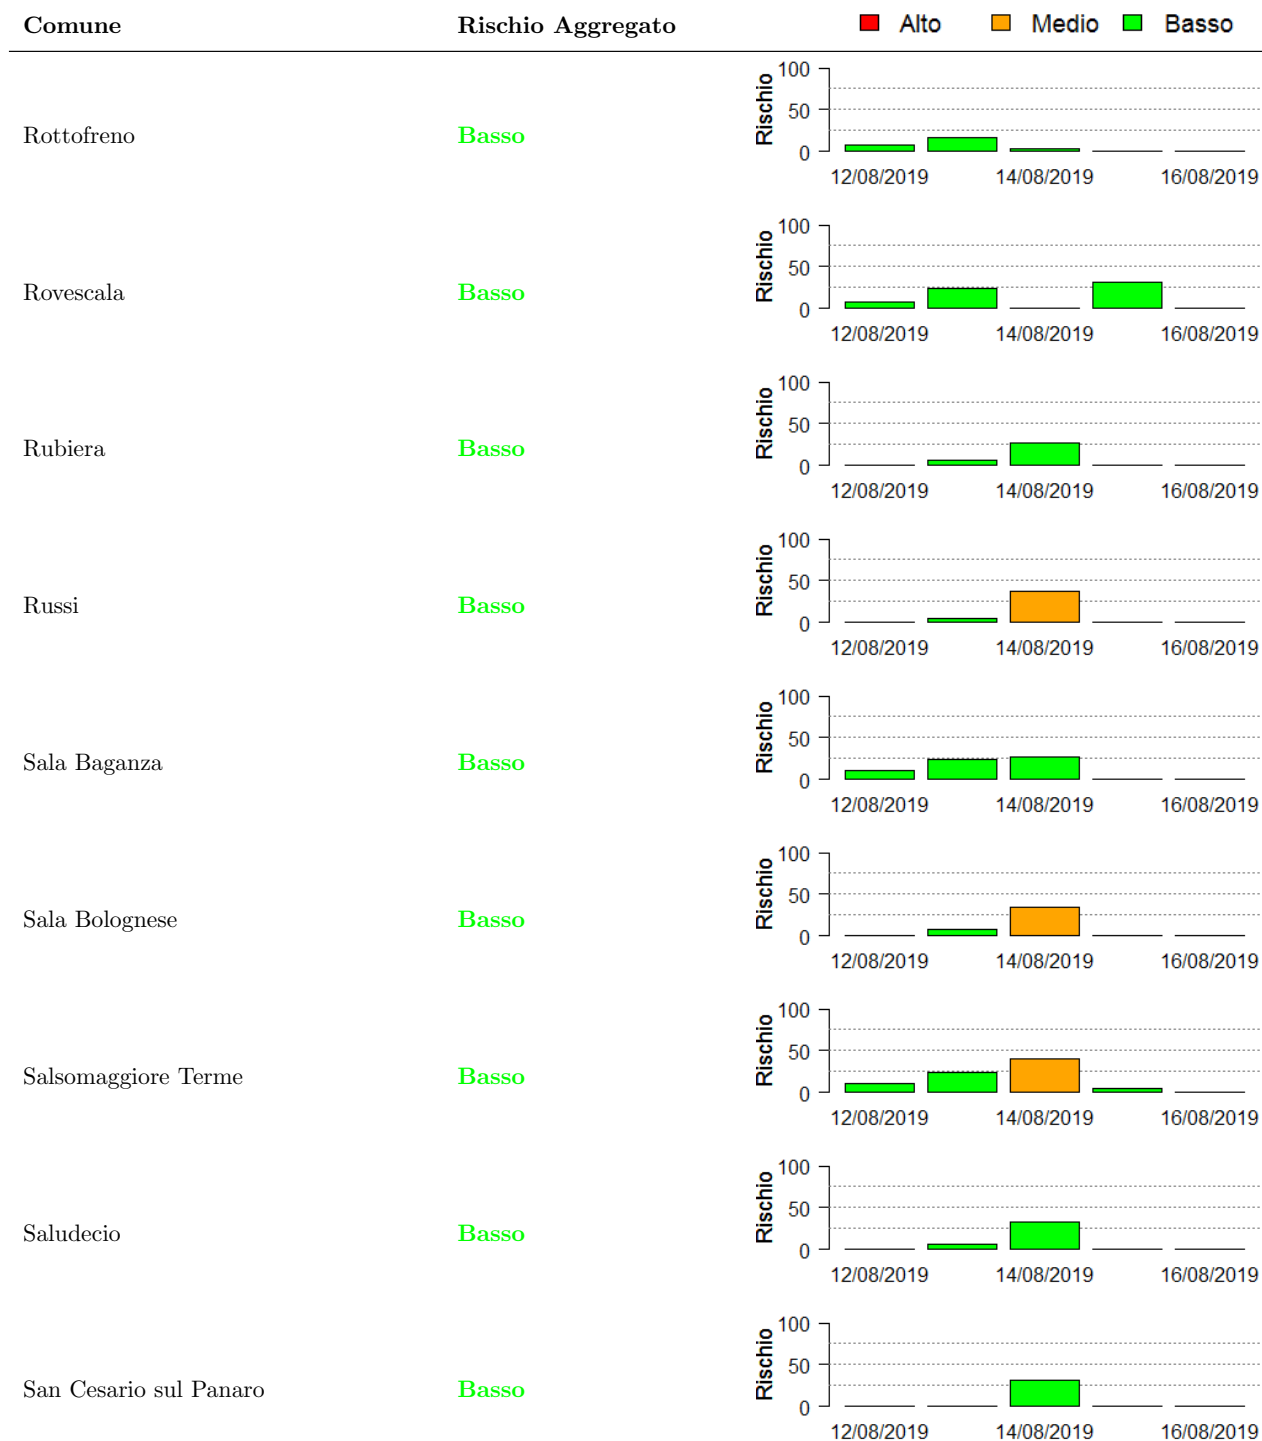 Comune Rischio Aggregato Alto Medio Basso
Rottofreno Basso
Rischio
100
50
0
12/08/2019 14/08/2019 16/08/2019
Rovescala Basso
Rischio
100
50
0
12/08/2019 14/08/2019 16/08/2019
Rubiera Basso
Rischio
100
50
0
12/08/2019 14/08/2019 16/08/2019
Russi Basso
Rischio
100
50
0
12/08/2019 14/08/2019 16/08/2019
Sala Baganza Basso
Rischio
100
50
0
12/08/2019 14/08/2019 16/08/2019
Sala Bolognese Basso
Rischio
100
50
0
12/08/2019 14/08/2019 16/08/2019
Salsomaggiore Terme Basso
Rischio
100
50
0
12/08/2019 14/08/2019 16/08/2019
Saludecio Basso
Rischio
100
50
0
12/08/2019 14/08/2019 16/08/2019
San Cesario sul Panaro Basso
Rischio
100
50
0
12/08/2019 14/08/2019 16/08/2019